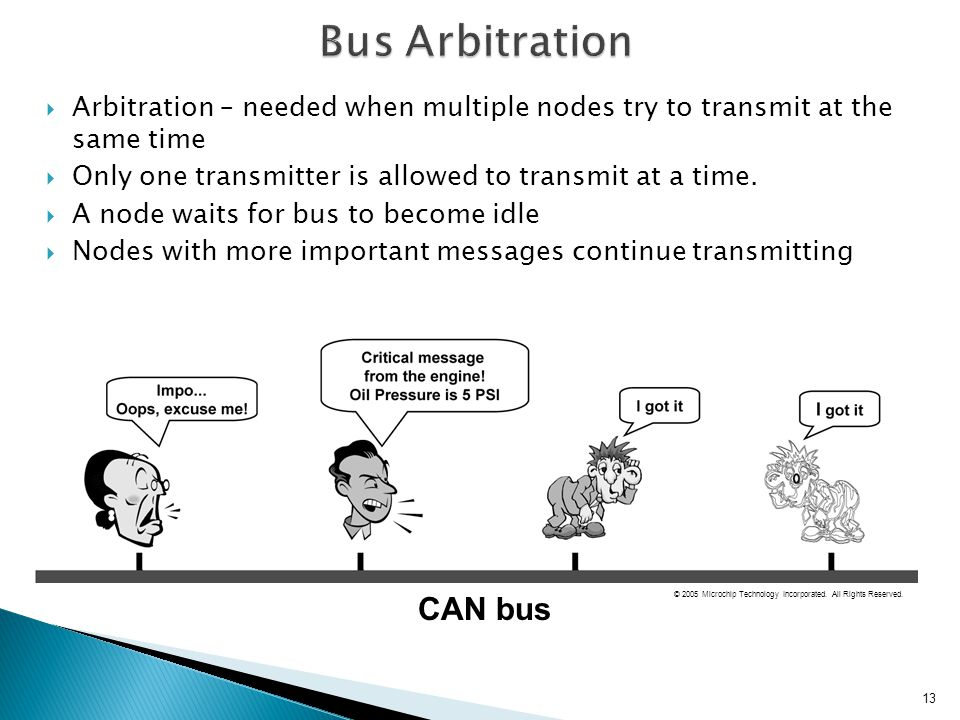 Bus Arbitration
Arbitration – needed when multiple nodes try to transmit at the
same time
Only one transmitter is allowed to transmit at a time.
A node waits for bus to become idle
Nodes with more important messages continue transmitting
Impo...
Oops, excuse me!
Critical message
from the engine!
Oil Pressure is 5 PSI
I got it
I got it
© 2005 Microchip Technology Incorporated. All Rights Reserved.
CAN bus
13